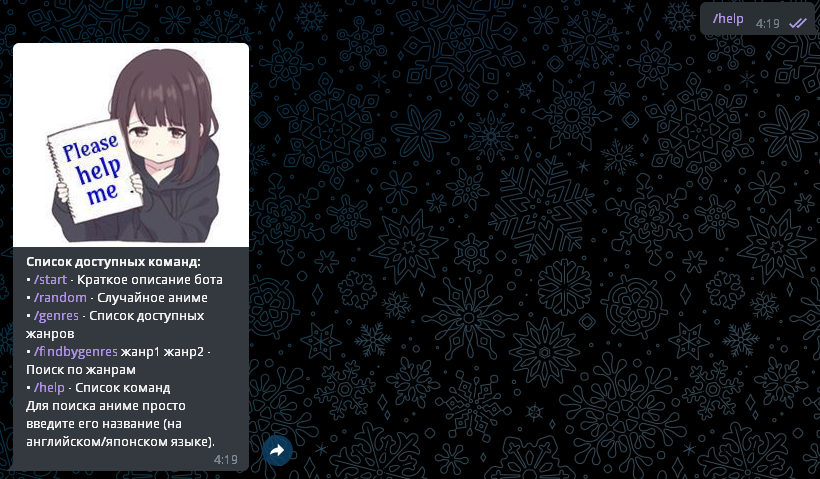 /help 4:19
Please
help
me
Список доступных команд:
• /start - Краткое описание бота
• /random - Случайное аниме
• /genres - Список доступных
жанров
• /findbygenres жанр1 жанр2 -
Поиск по жанрам
• /help - Список команд
Для поиска аниме просто
введите его название (на
английском/японском языке).
4:19